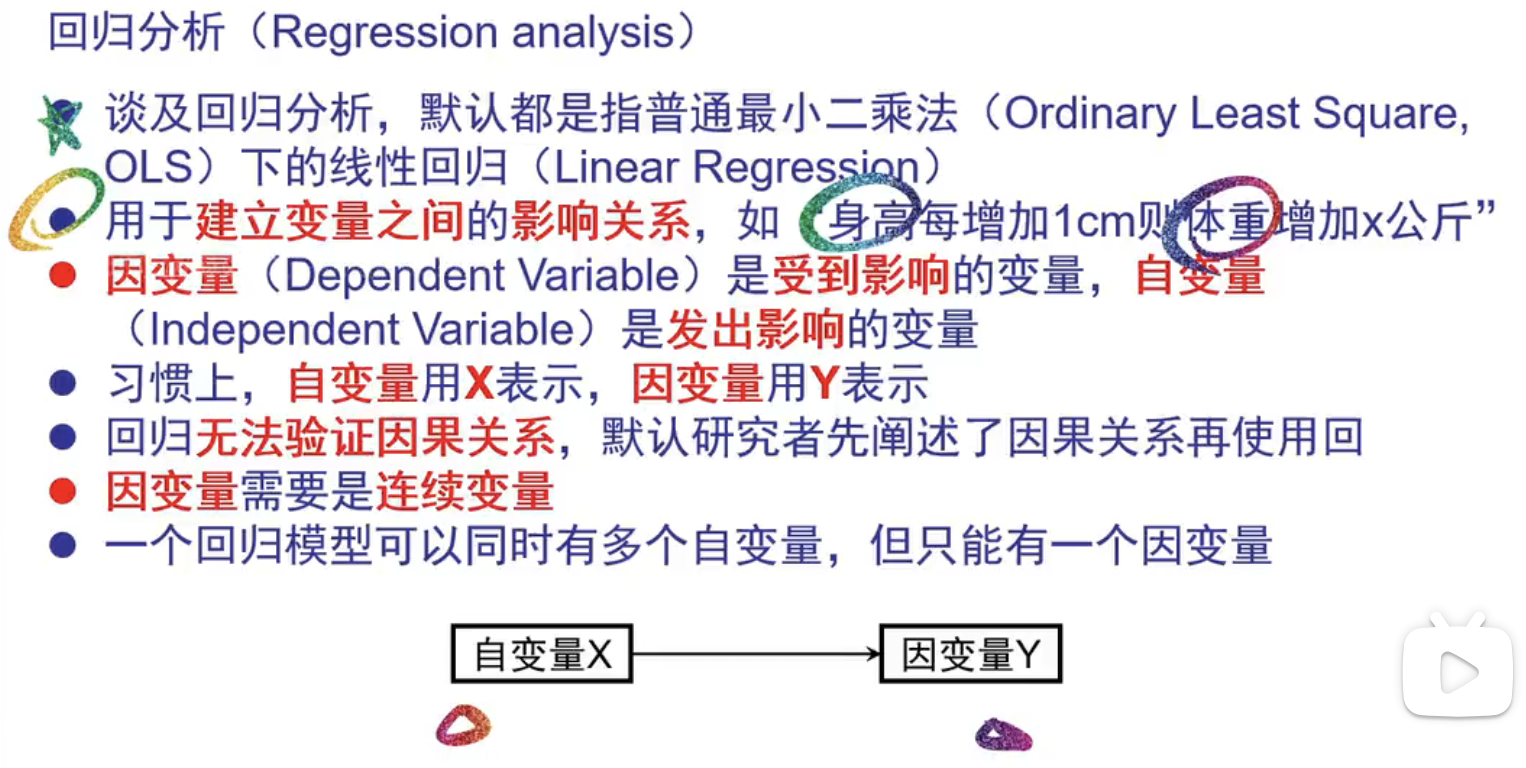 回归分析（Regression analysis）
谈及回归分析，默认都是指普通最小二乘法（Ordinary Least Square,
OLS）下的线性回归（Linear Regression）
用于建立变量之间的影响关系，如“身高每增加1cm则体重增加x公斤”
因变量（Dependent Variable）是受到影响的变量，自变量
（Independent Variable）是发出影响的变量
习惯上，自变量用X表示，因变量用Y表示
回归无法验证因果关系，默认研究者先阐述了因果关系再使用回
因变量需要是连续变量
一个回归模型可以同时有多个自变量，但只能有一个因变量
自变量X
因变量Y